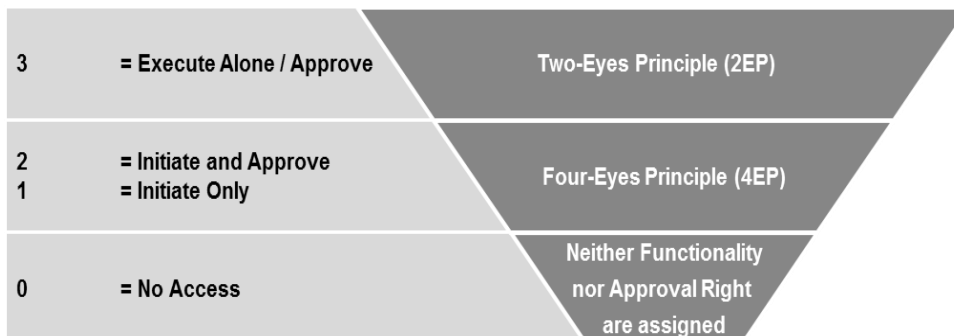 3 = Execute Alone / Approve Two-Eyes Principle (2EP)
2 = Initiate and Approve
1 = Initiate Only
Four-Eyes Principle (4EP)
0 = No Access
Neither Functionality
nor Approval Right
are assigned